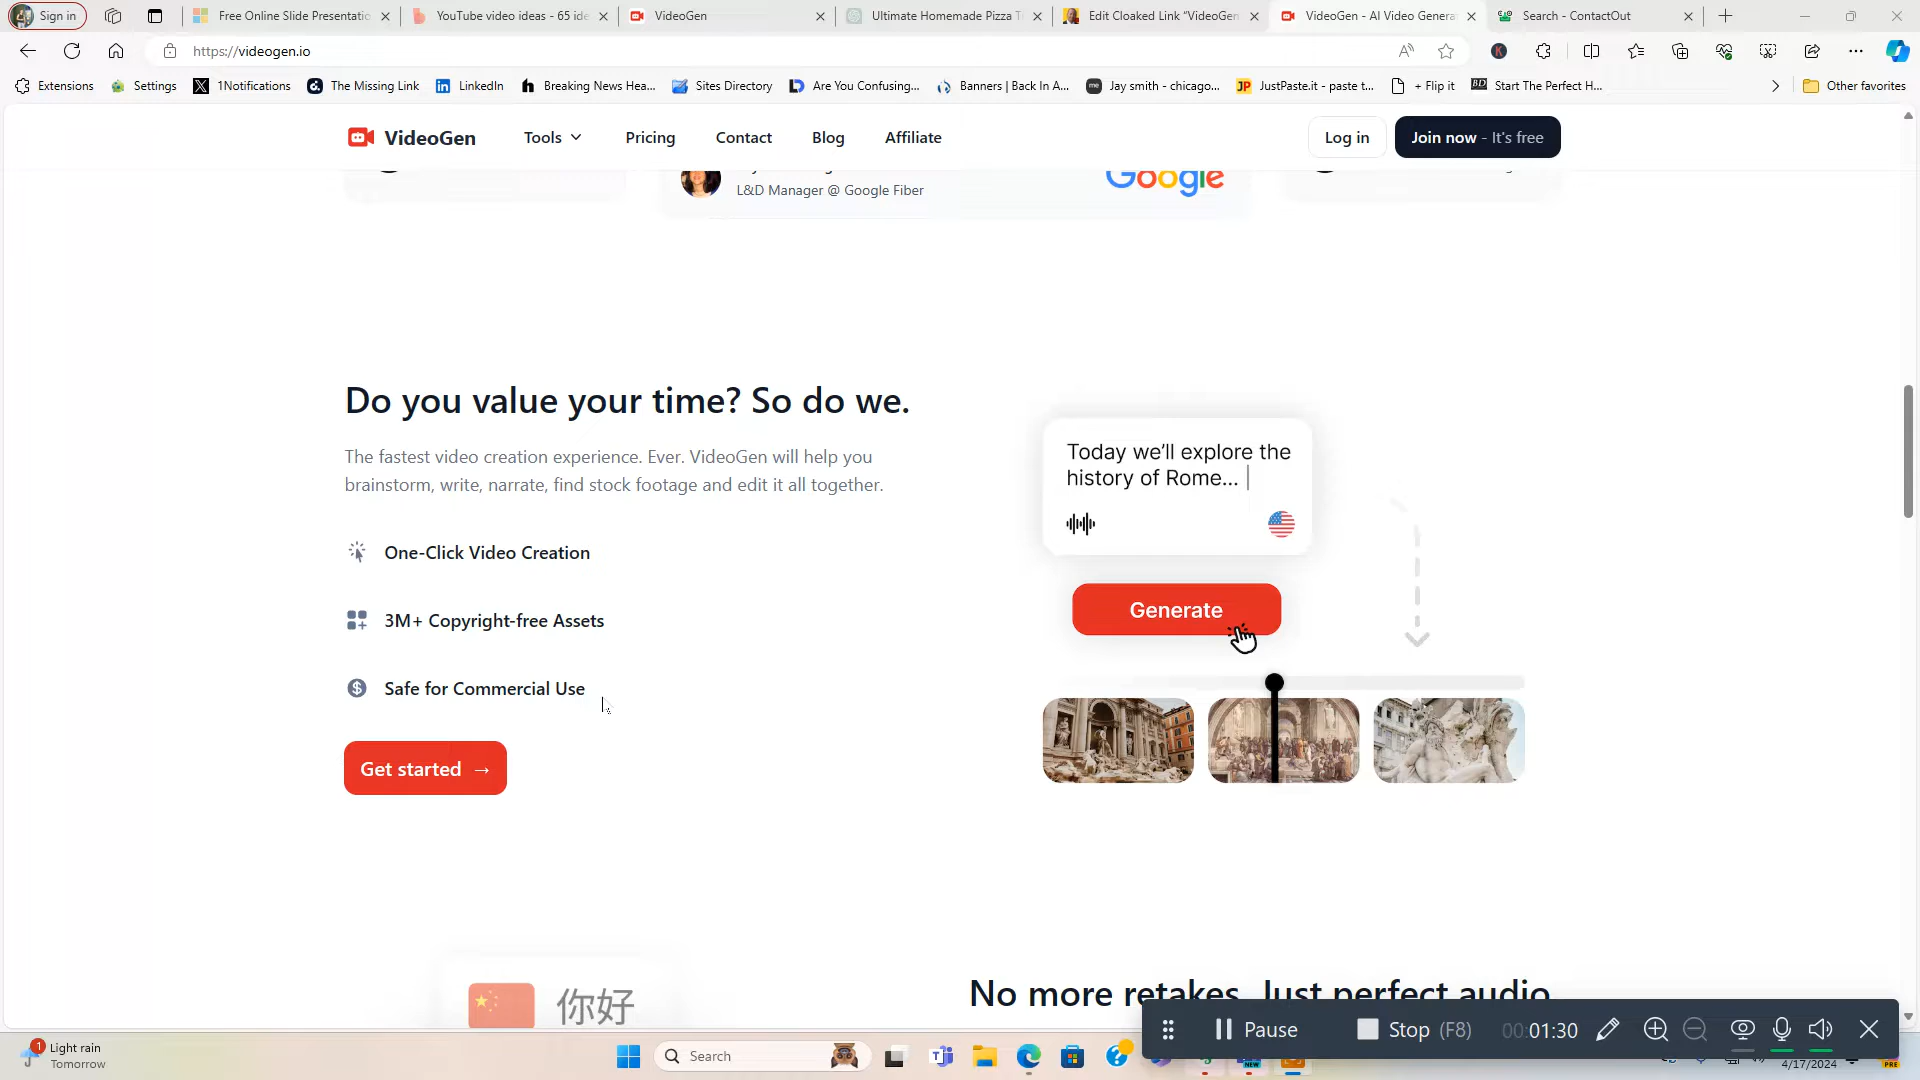 Sign in
Free Online Slide Presentatio
YouTube video ideas - 65 ide
VideoGen
Ultimate Homemade Pizza T
Edit Cloaked Link "VideoGen
VideoGen - AI Video Genera
Search - ContactOut
https://videogen.io
Extensions
Settings
1Notifications
The Missing Link
LinkedIn
Breaking News Hea...
Sites Directory
Are You Confusing...
Banners | Back In A...
Jay smith - chicago...
JustPaste.it - paste t...
+ Flip it
Start The Perfect H...
Other favorites
VideoGen
Tools
Pricing
Contact
Blog
Affiliate
Log in
Join now - It's free
L&D Manager @ Google Fiber
Google
Do you value your time? So do we.
The fastest video creation experience. Ever. VideoGen will help you
brainstorm, write, narrate, find stock footage and edit it all together.
One-Click Video Creation
3M+ Copyright-free Assets
Safe for Commercial Use
Get started →
Today we'll explore the
history of Rome...
Generate
你好
No more retakes. Just perfect audio.
Pause
Stop (F8)
00:01:30
1
Light rain
Tomorrow
Search
4/17/2024